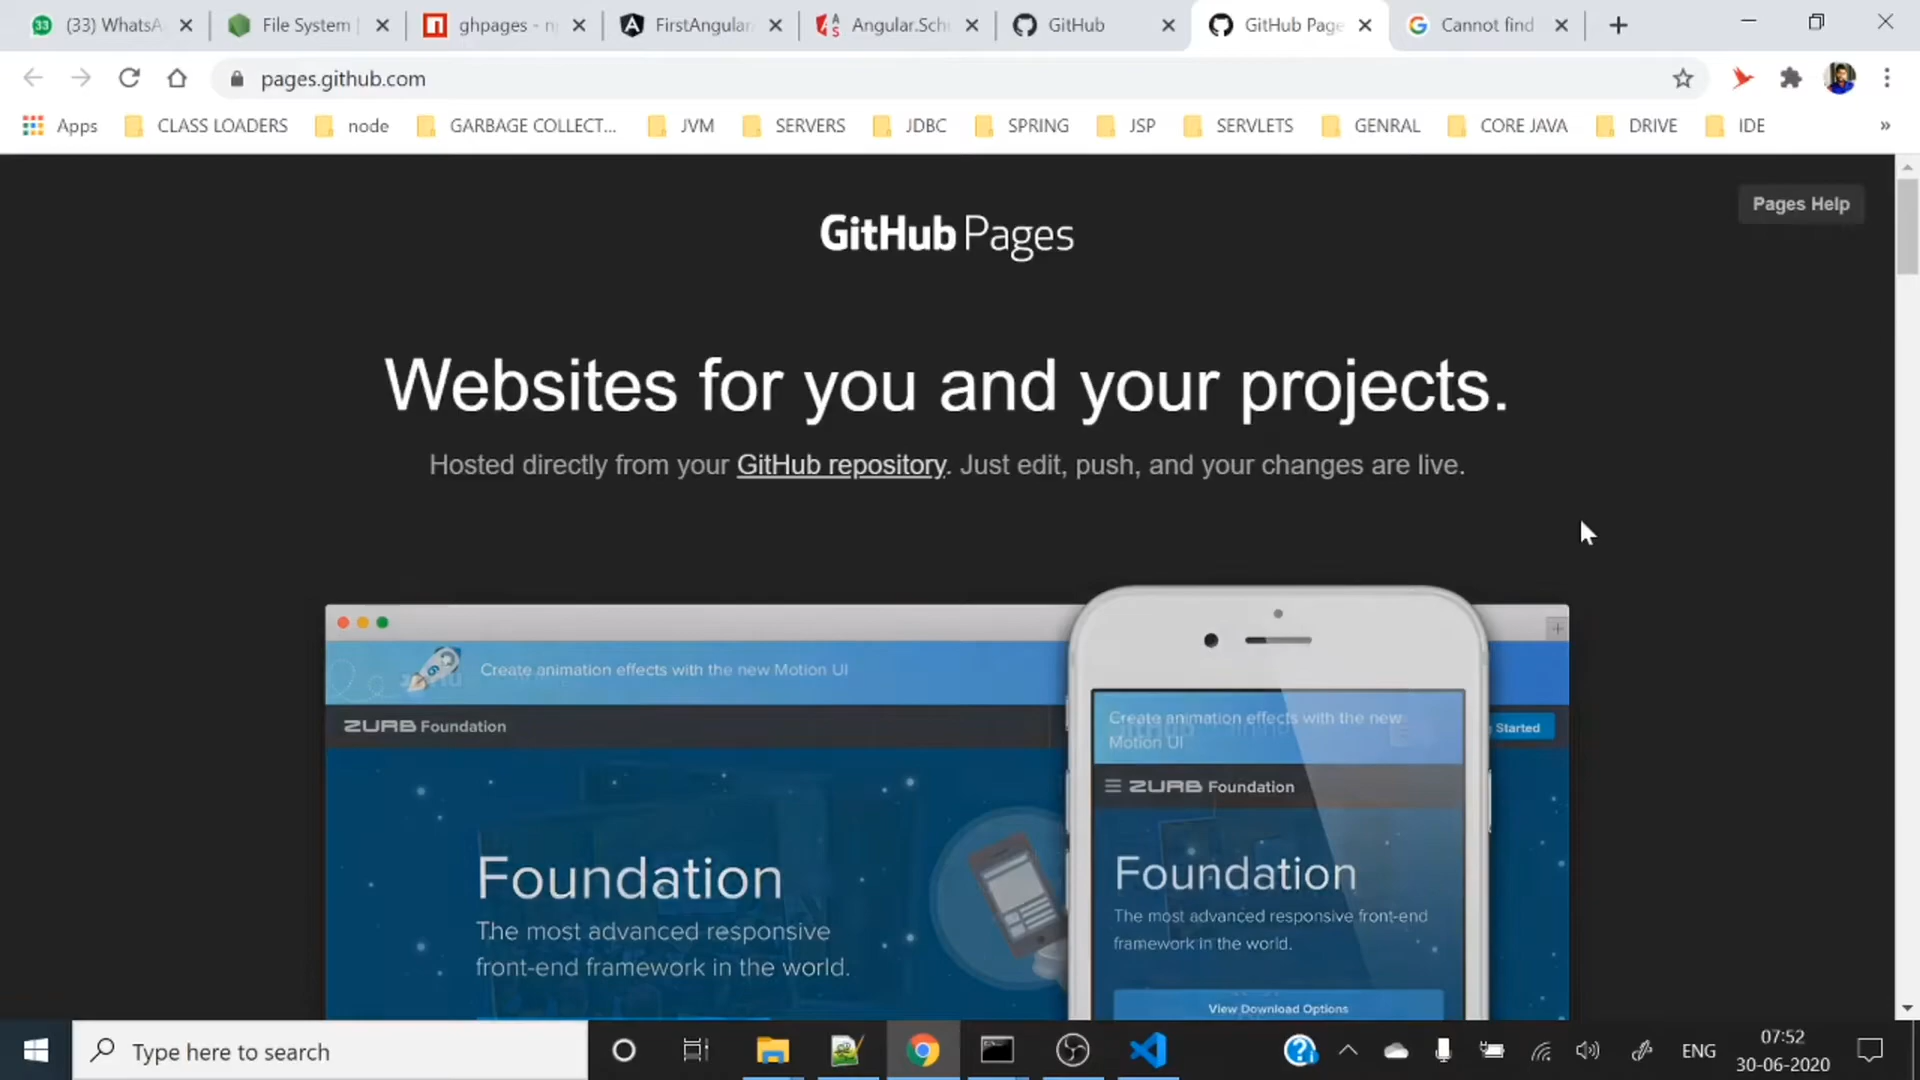 (33) WhatsA
File System
ghpages - n
FirstAngular
Angular.Sch
GitHub
GitHub Page
Cannot find
pages.github.com
Apps
CLASS LOADERS
node
GARBAGE COLLECT...
JVM
SERVERS
JDBC
SPRING
JSP
SERVLETS
GENRAL
CORE JAVA
DRIVE
IDE
»
Pages Help
GitHub Pages
Websites for you and your projects.
Hosted directly from your GitHub repository. Just edit, push, and your changes are live.
Create animation effects with the new Motion UI
ZURB Foundation
Started
Foundation
The most advanced responsive
front-end framework in the world.
Create animation effects with the new
Motion UI
ZURB Foundation
Foundation
The most advanced responsive front-end
framework in the world.
View Download Options
Type here to search
ENG
07:52
30-06-2020